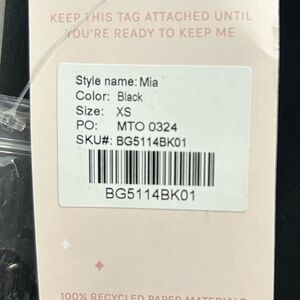 KEEP THIS TAG ATTACHED UNTIL
YOU'RE READY TO KEEP ME
Style name: Mia
Color: Black
Size: XS
PO: MTO 0324
SKU#: BG5114BK01
BG5114BK01
100% RECYCLED PAPER MATERIALS